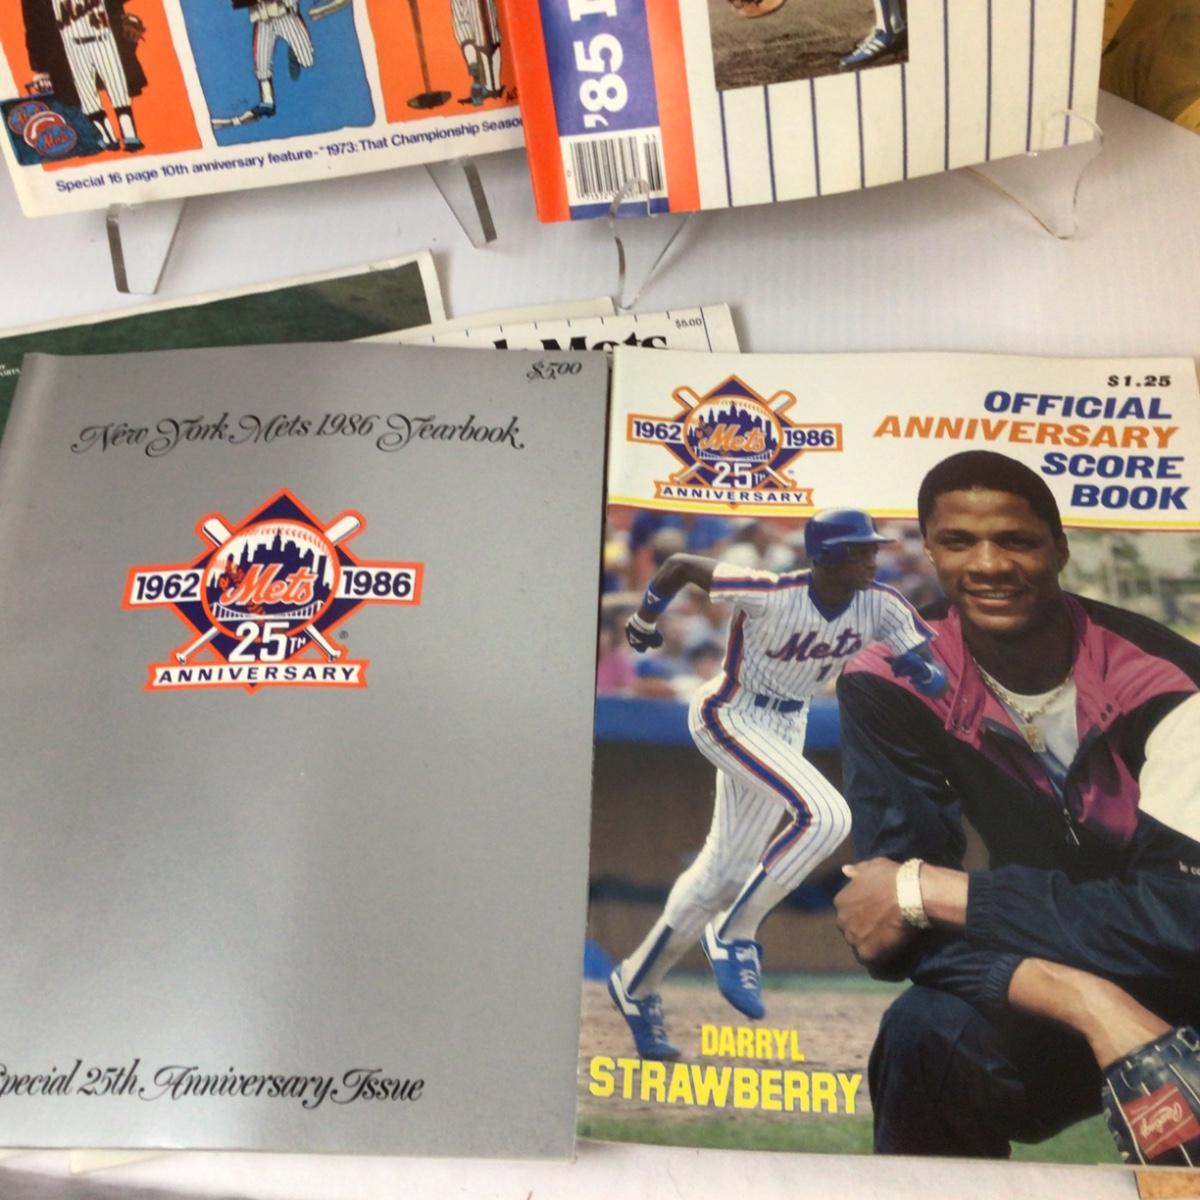 Special 16 page 10th anniversary feature-"1973: That Championship Season
'85
$5.00
Mets
$5.00
New York Mets 1986 Yearbook
1962 Mets 1986
25TH
ANNIVERSARY
Special 25th Anniversary Issue
$1.25
OFFICIAL
ANNIVERSARY
SCORE
BOOK
1962 Mets 1986
25TH
ANNIVERSARY
Mets
DARRYL
STRAWBERRY
Rawlings